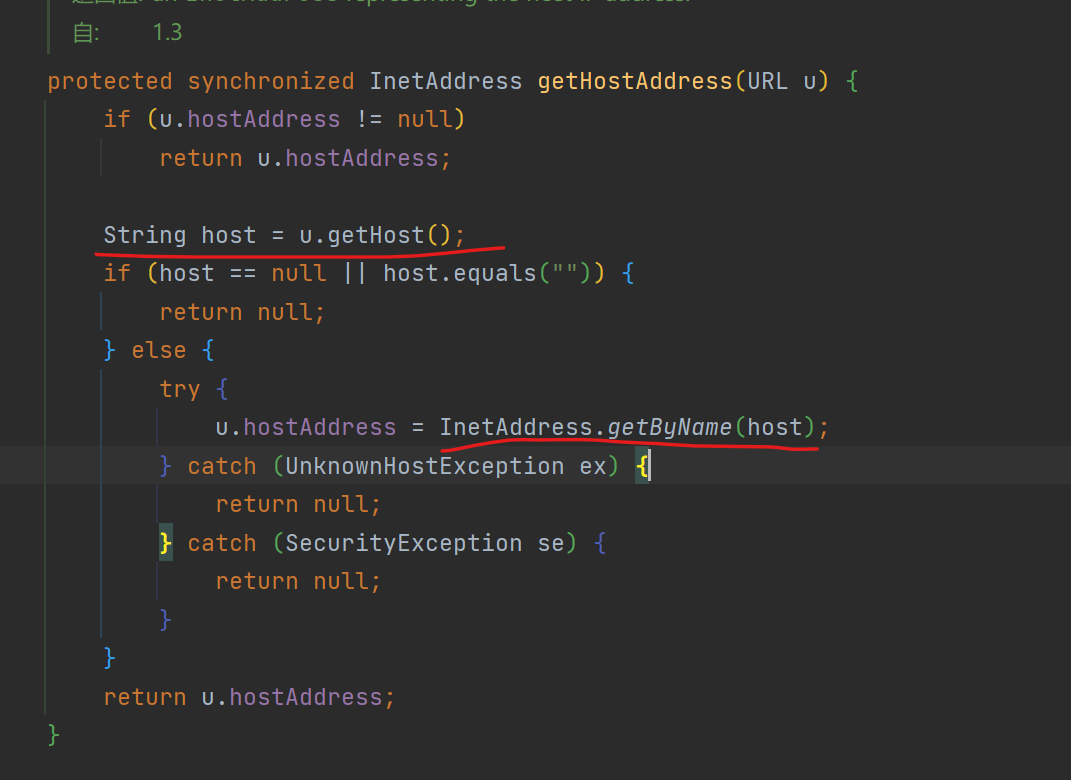 自: 1.3
protected synchronized InetAddress getHostAddress(URL u) {
    if (u.hostAddress != null)
        return u.hostAddress;
    String host = u.getHost();
    if (host == null || host.equals("")) {
        return null;
    } else {
        try {
            u.hostAddress = InetAddress.getByName(host);
        } catch (UnknownHostException ex) {
            return null;
        } catch (SecurityException se) {
            return null;
        }
    }
    return u.hostAddress;
}